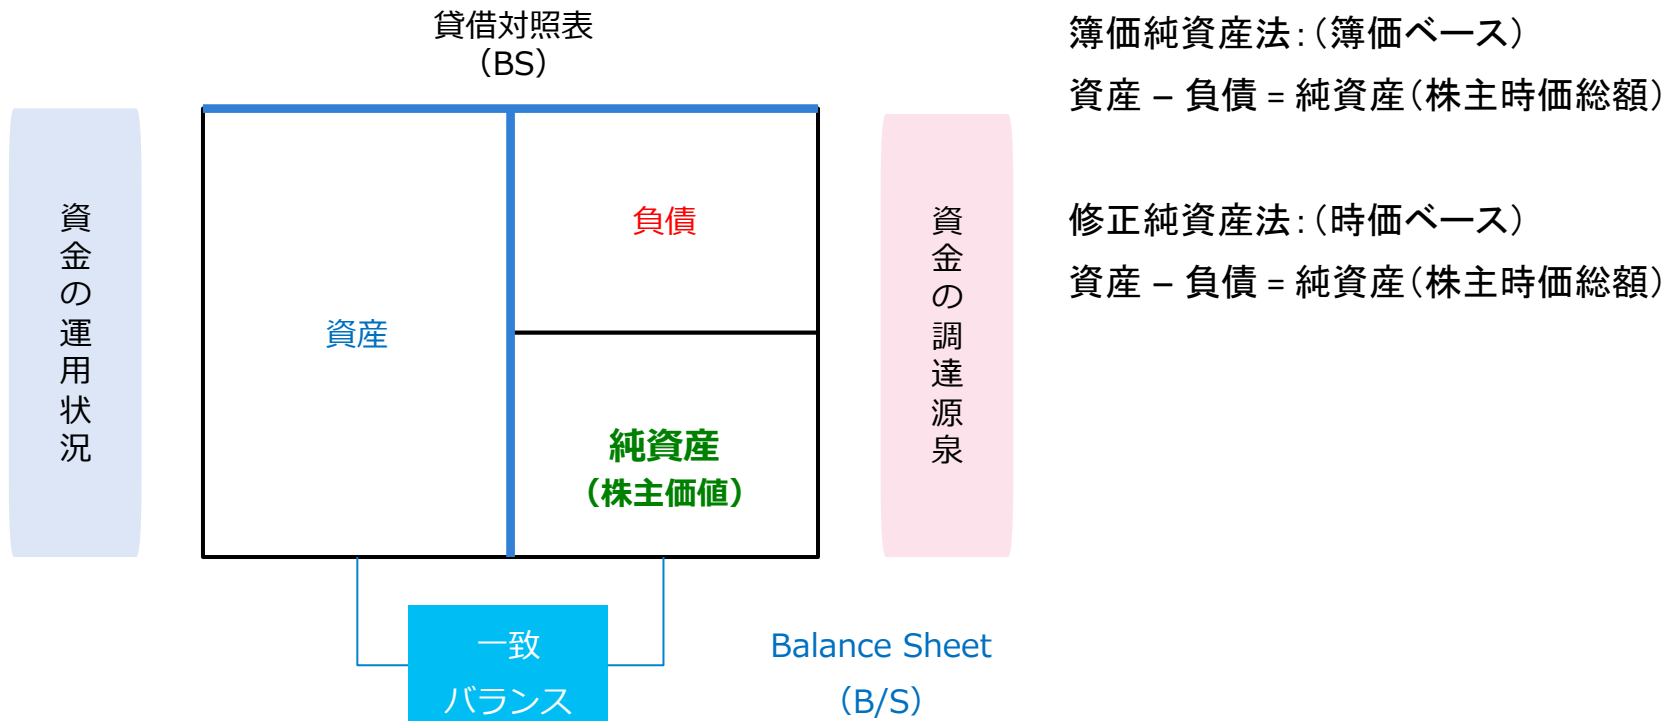 貸借対照表
（BS）
資金の運用状況
資産
負債
純資産
（株主価値）
資金の調達源泉
一致
バランス
Balance Sheet
（B/S）
簿価純資産法：（簿価ベース）
資産 – 負債 = 純資産（株主時価総額）
修正純資産法：（時価ベース）
資産 – 負債 = 純資産（株主時価総額）